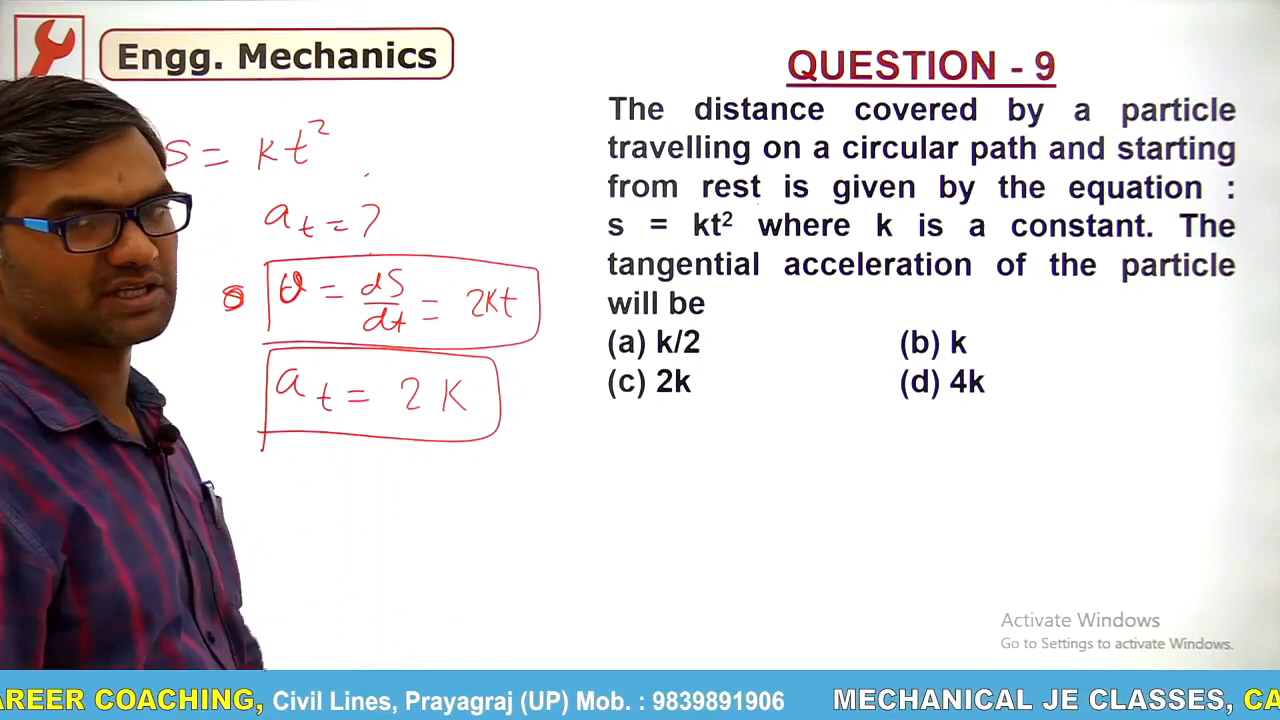 Engg. Mechanics
s = kt²
a_t = ?
v = dS/dt = 2Kt
a_t = 2K
QUESTION - 9
The distance covered by a particle
travelling on a circular path and starting
from rest is given by the equation :
s = kt² where k is a constant. The
tangential acceleration of the particle
will be
(a) k/2 (b) k
(c) 2k (d) 4k
Activate Windows
Go to Settings to activate Windows.
AREER COACHING, Civil Lines, Prayagraj (UP) Mob. : 9839891906 MECHANICAL JE CLASSES, CA